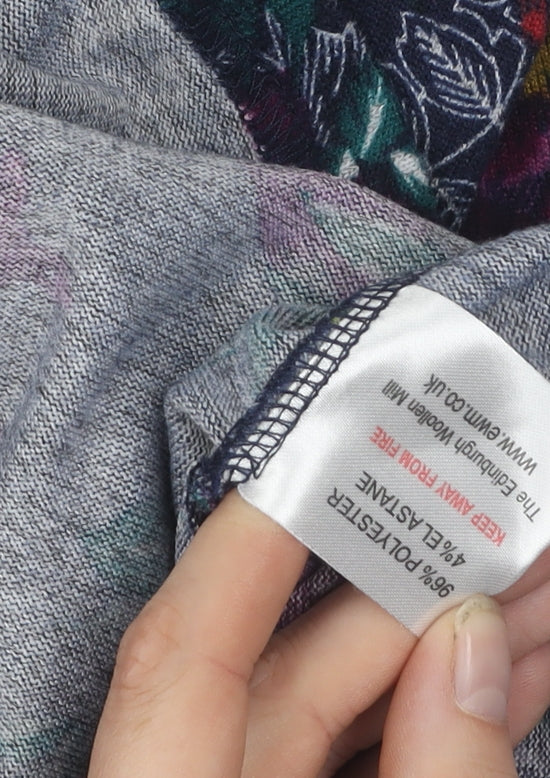 96% POLYESTER
4% ELASTANE
KEEP AWAY FROM FIRE
The Edinburgh Woollen Mill
www.ewm.co.uk